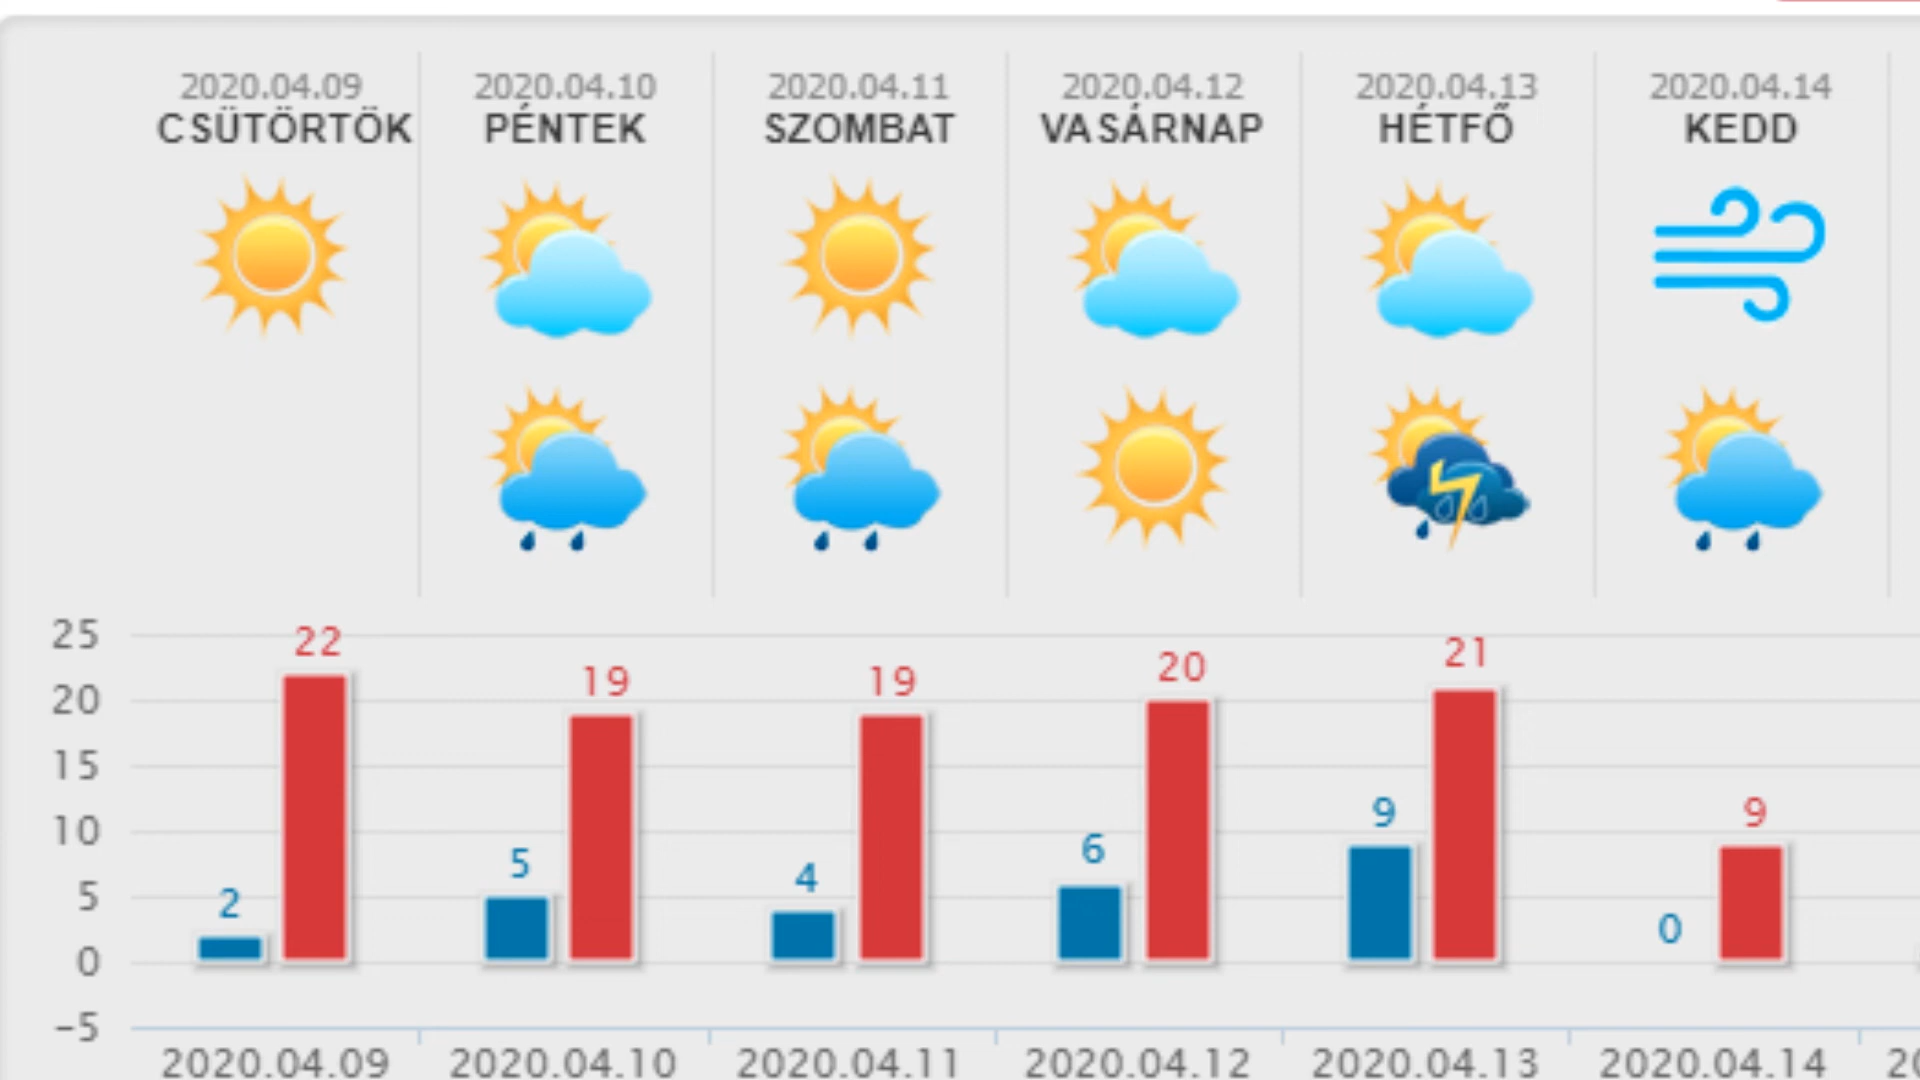 2020.04.09 2020.04.10 2020.04.11 2020.04.12 2020.04.13 2020.04.14
CSÜTÖRTÖK PÉNTEK SZOMBAT VASÁRNAP HÉTFŐ KEDD
25 22 19 19 20 21
20
15
10 5 4 6 9 9
5 2 0
0
-5
2020.04.09 2020.04.10 2020.04.11 2020.04.12 2020.04.13 2020.04.14